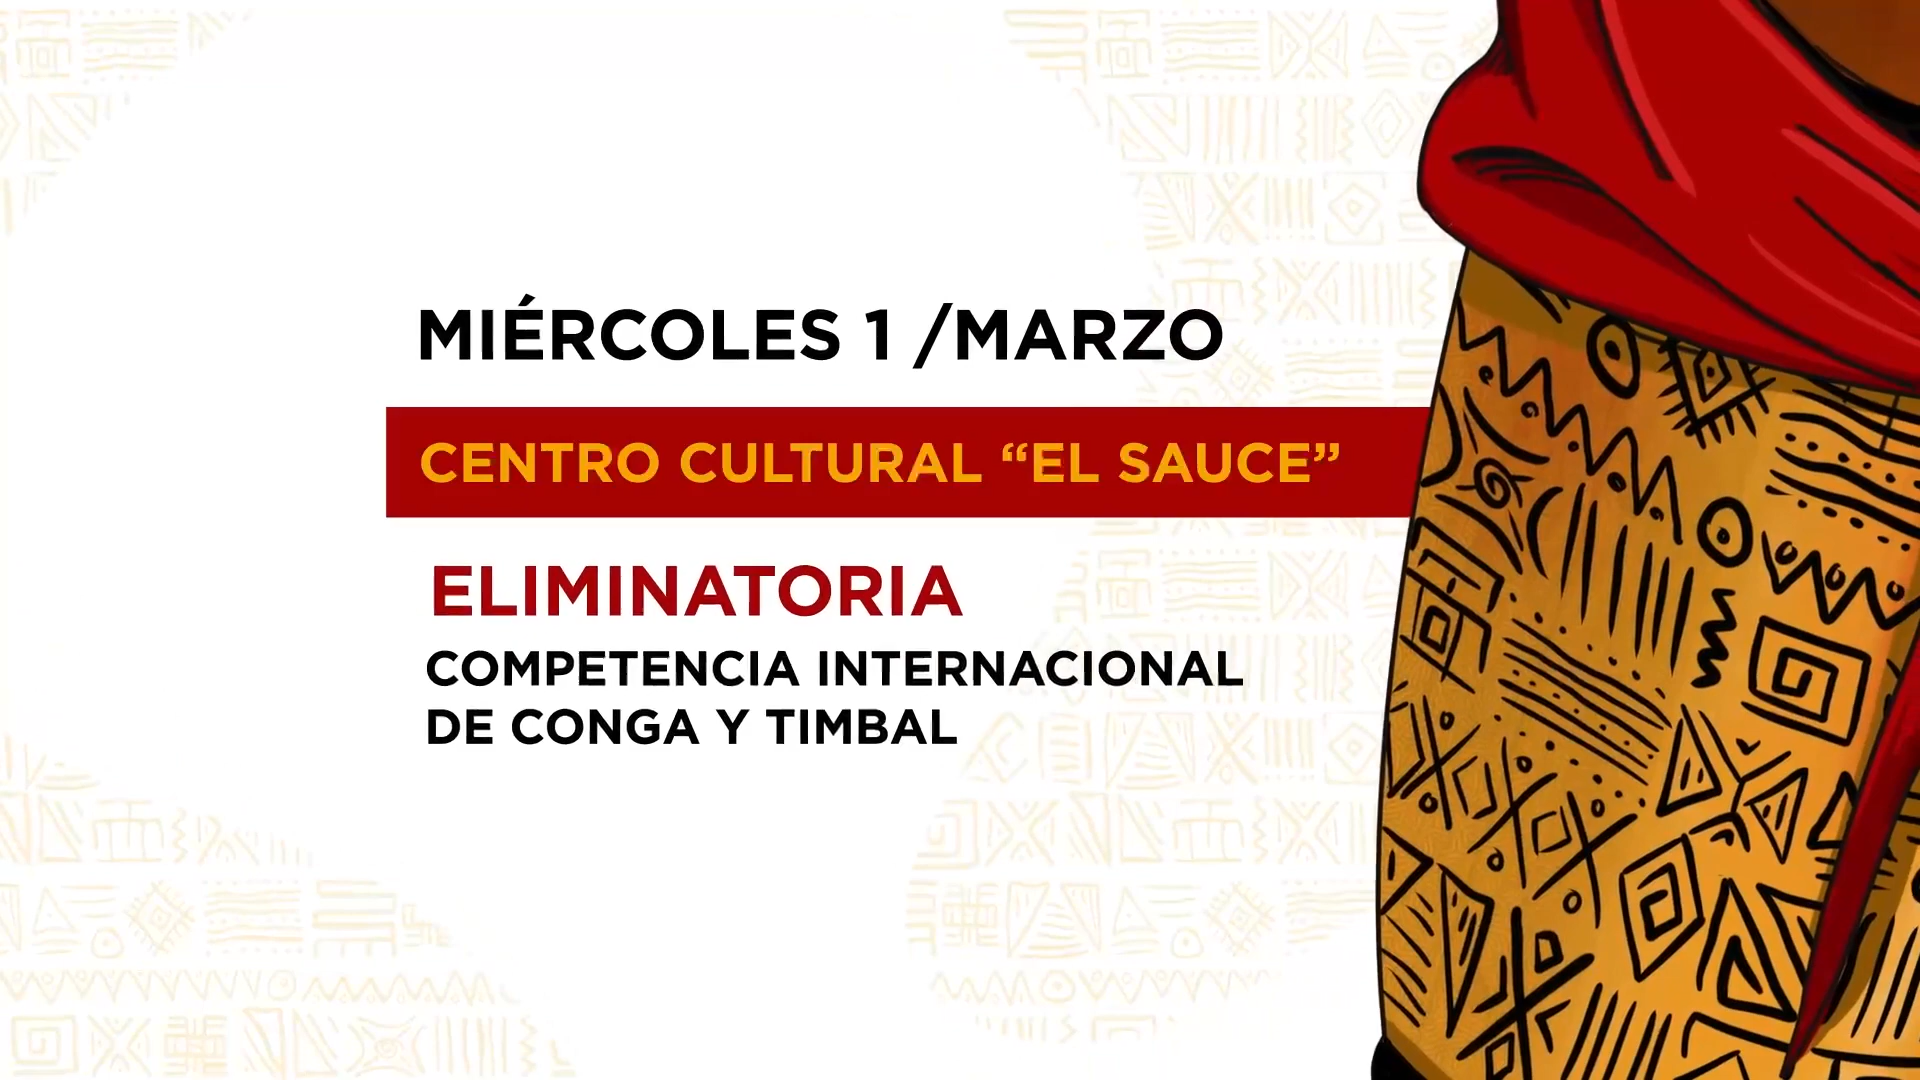 MIÉRCOLES 1 /MARZO
CENTRO CULTURAL “EL SAUCE”
ELIMINATORIA
COMPETENCIA INTERNACIONAL
DE CONGA Y TIMBAL